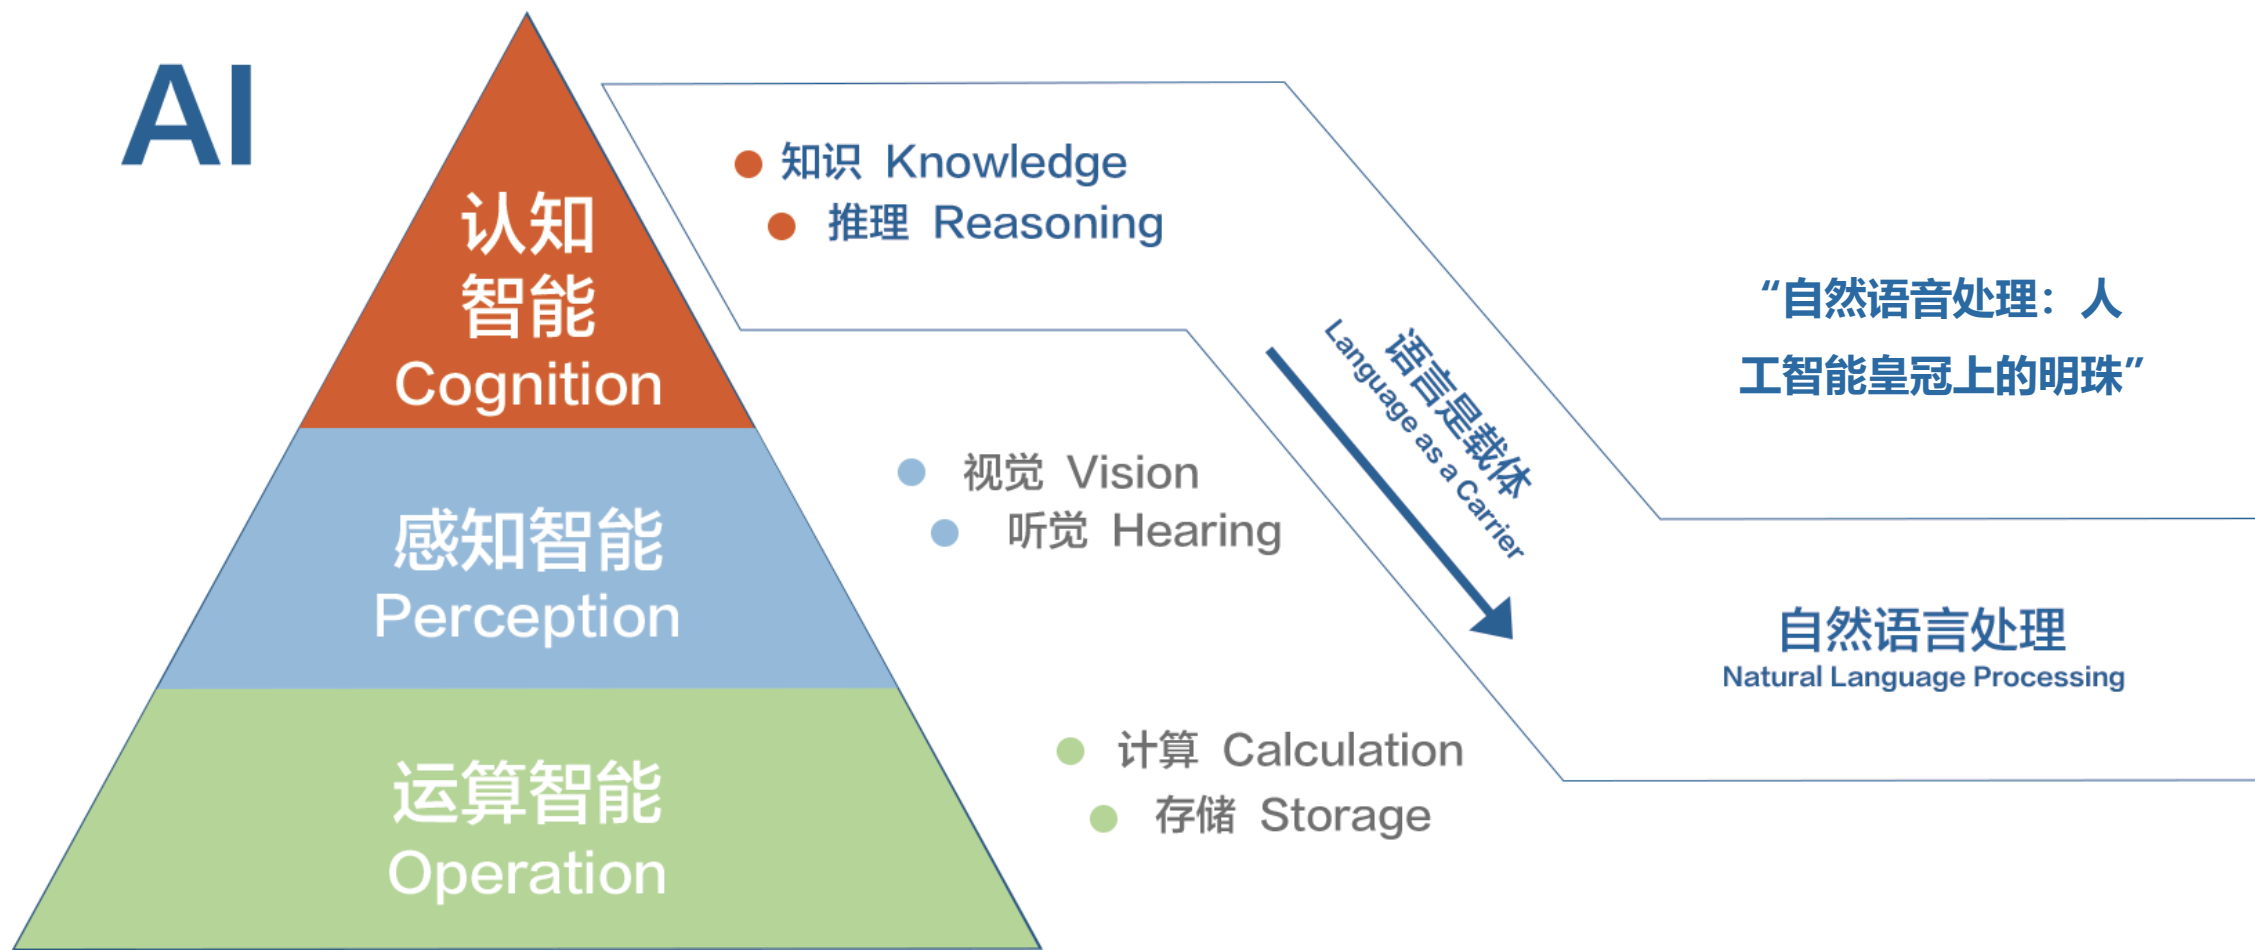 AI
认知
智能
Cognition
感知智能
Perception
运算智能
Operation
知识 Knowledge
推理 Reasoning
视觉 Vision
听觉 Hearing
计算 Calculation
存储 Storage
语言是载体
Language as a Carrier
“自然语音处理：人
工智能皇冠上的明珠”
自然语言处理
Natural Language Processing